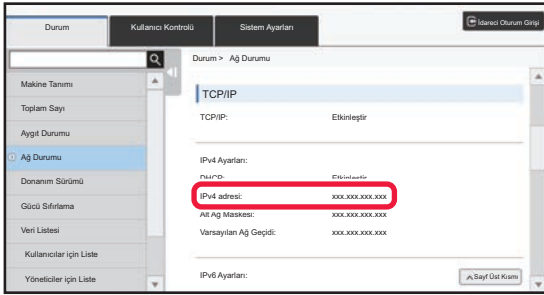 Durum
Kullanıcı Kontrolü
Sistem Ayarları
İdareci Oturum Girişi
Durum > Ağ Durumu
Makine Tanımı
Toplam Sayı
Aygıt Durumu
Ağ Durumu
Donanım Sürümü
Gücü Sıfırlama
Veri Listesi
Kullanıcılar için Liste
Yöneticiler için Liste
TCP/IP
TCP/IP: Etkinleştir
IPv4 Ayarları:
DHCP: Etkinleştir
IPv4 adresi: xxx.xxx.xxx.xxx
Alt Ağ Maskesi: xxx.xxx.xxx.xxx
Varsayılan Ağ Geçidi: xxx.xxx.xxx.xxx
IPv6 Ayarları:
Sayf Üst Kısmı